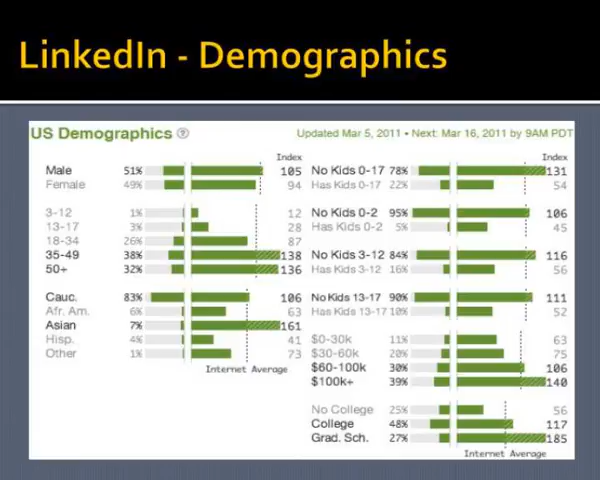 LinkedIn - Demographics
US Demographics ?
Updated Mar 5, 2011 • Next: Mar 16, 2011 by 9AM PDT
Index
Male 51% 105
Female 49% 94
3-12 1% 12
13-17 3% 28
18-34 26% 87
35-49 38% 138
50+ 32% 136
Cauc. 83% 106
Afr. Am. 6% 63
Asian 7% 161
Hisp. 4% 41
Other 1% 73
Internet Average
Index
No Kids 0-17 78% 131
Has Kids 0-17 22% 54
No Kids 0-2 95% 106
Has Kids 0-2 5% 45
No Kids 3-12 84% 116
Has Kids 3-12 16% 56
No Kids 13-17 90% 111
Has Kids 13-17 10% 52
$0-30k 11% 63
$30-60k 20% 75
$60-100k 30% 106
$100k+ 39% 140
No College 25% 56
College 48% 117
Grad. Sch. 27% 185
Internet Average